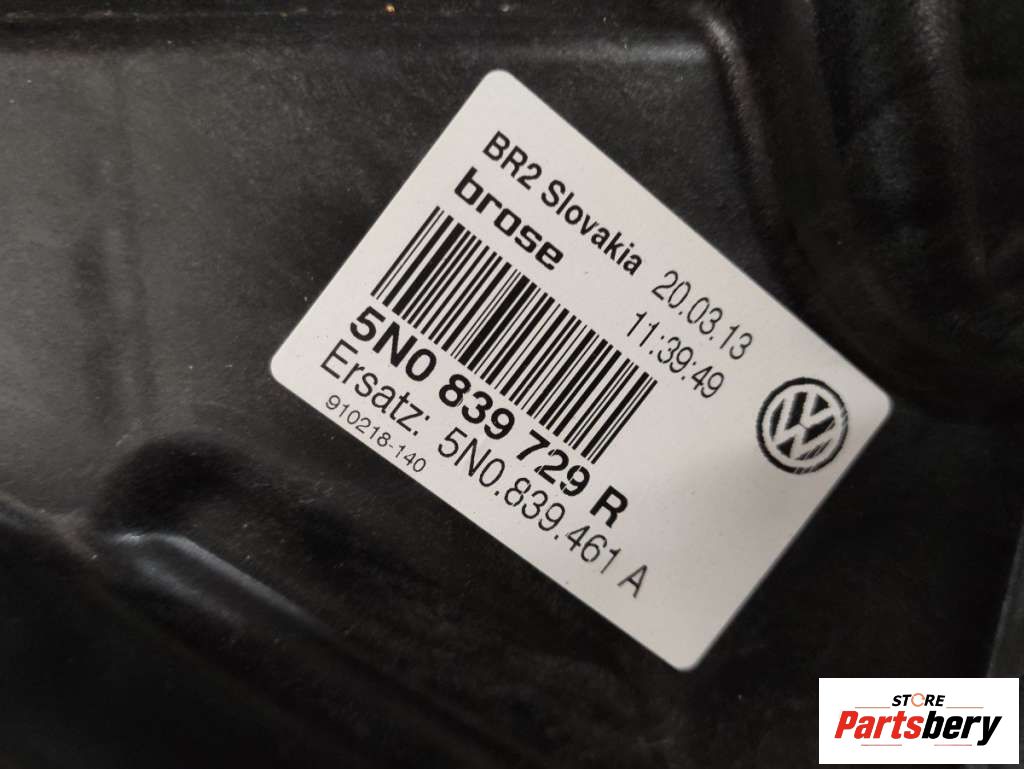 BR2 Slovakia 20.03.13
brose 11:39:49
5N0 839 729 R
Ersatz: 5N0.839.461 A
910218-140
STORE
Partsbery